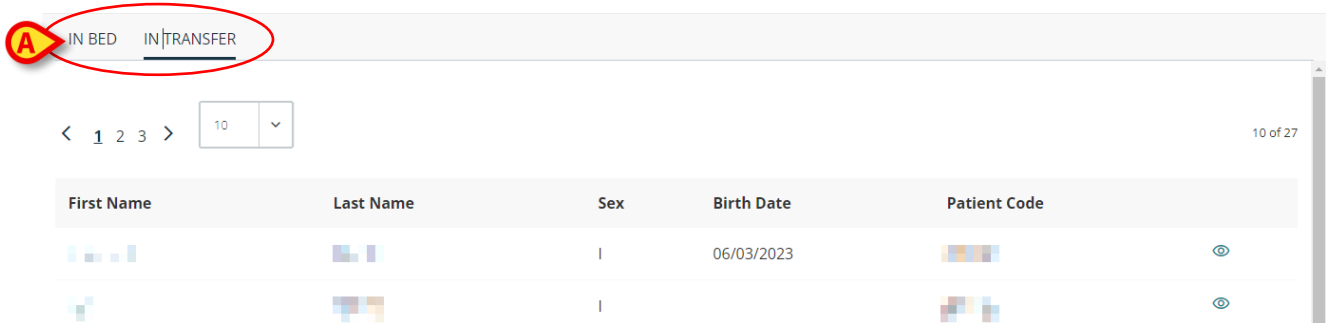 A IN BED IN TRANSFER
1 2 3 10 10 of 27
First Name Last Name Sex Birth Date Patient Code
I 06/03/2023
I